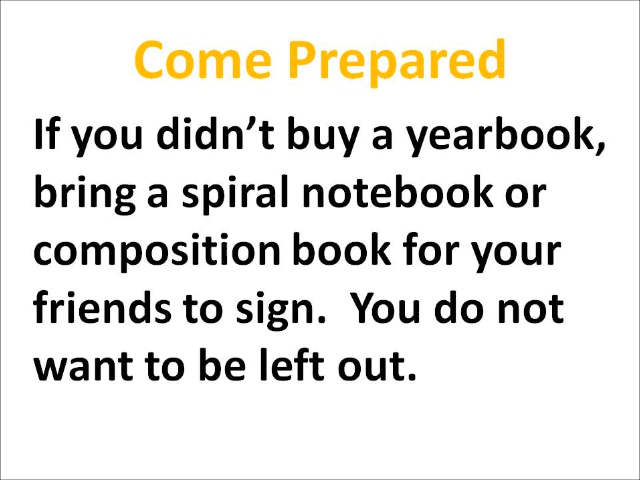 Come Prepared
If you didn’t buy a yearbook,
bring a spiral notebook or
composition book for your
friends to sign.  You do not
want to be left out.